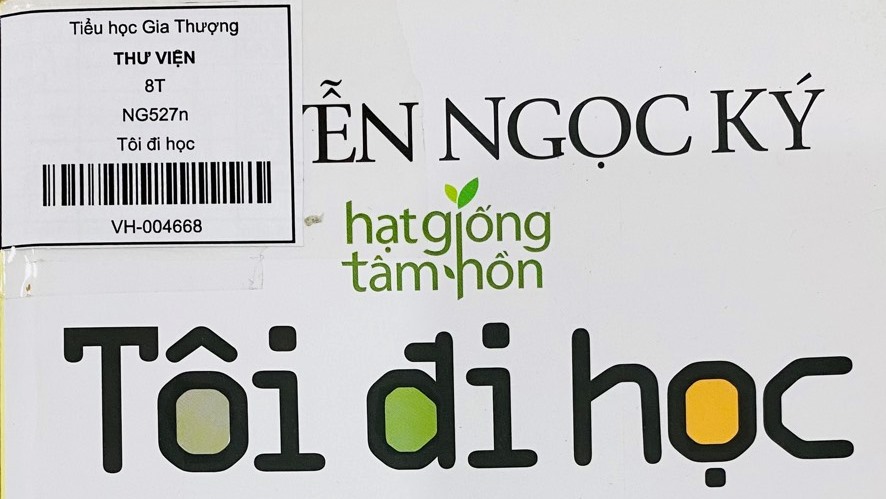 Tiểu học Gia Thượng
THƯ VIỆN
8T
NG527n
Tôi đi học
VH-004668
ỄN NGỌC KÝ
hạt giống
tâm hồn
Tôi đi học